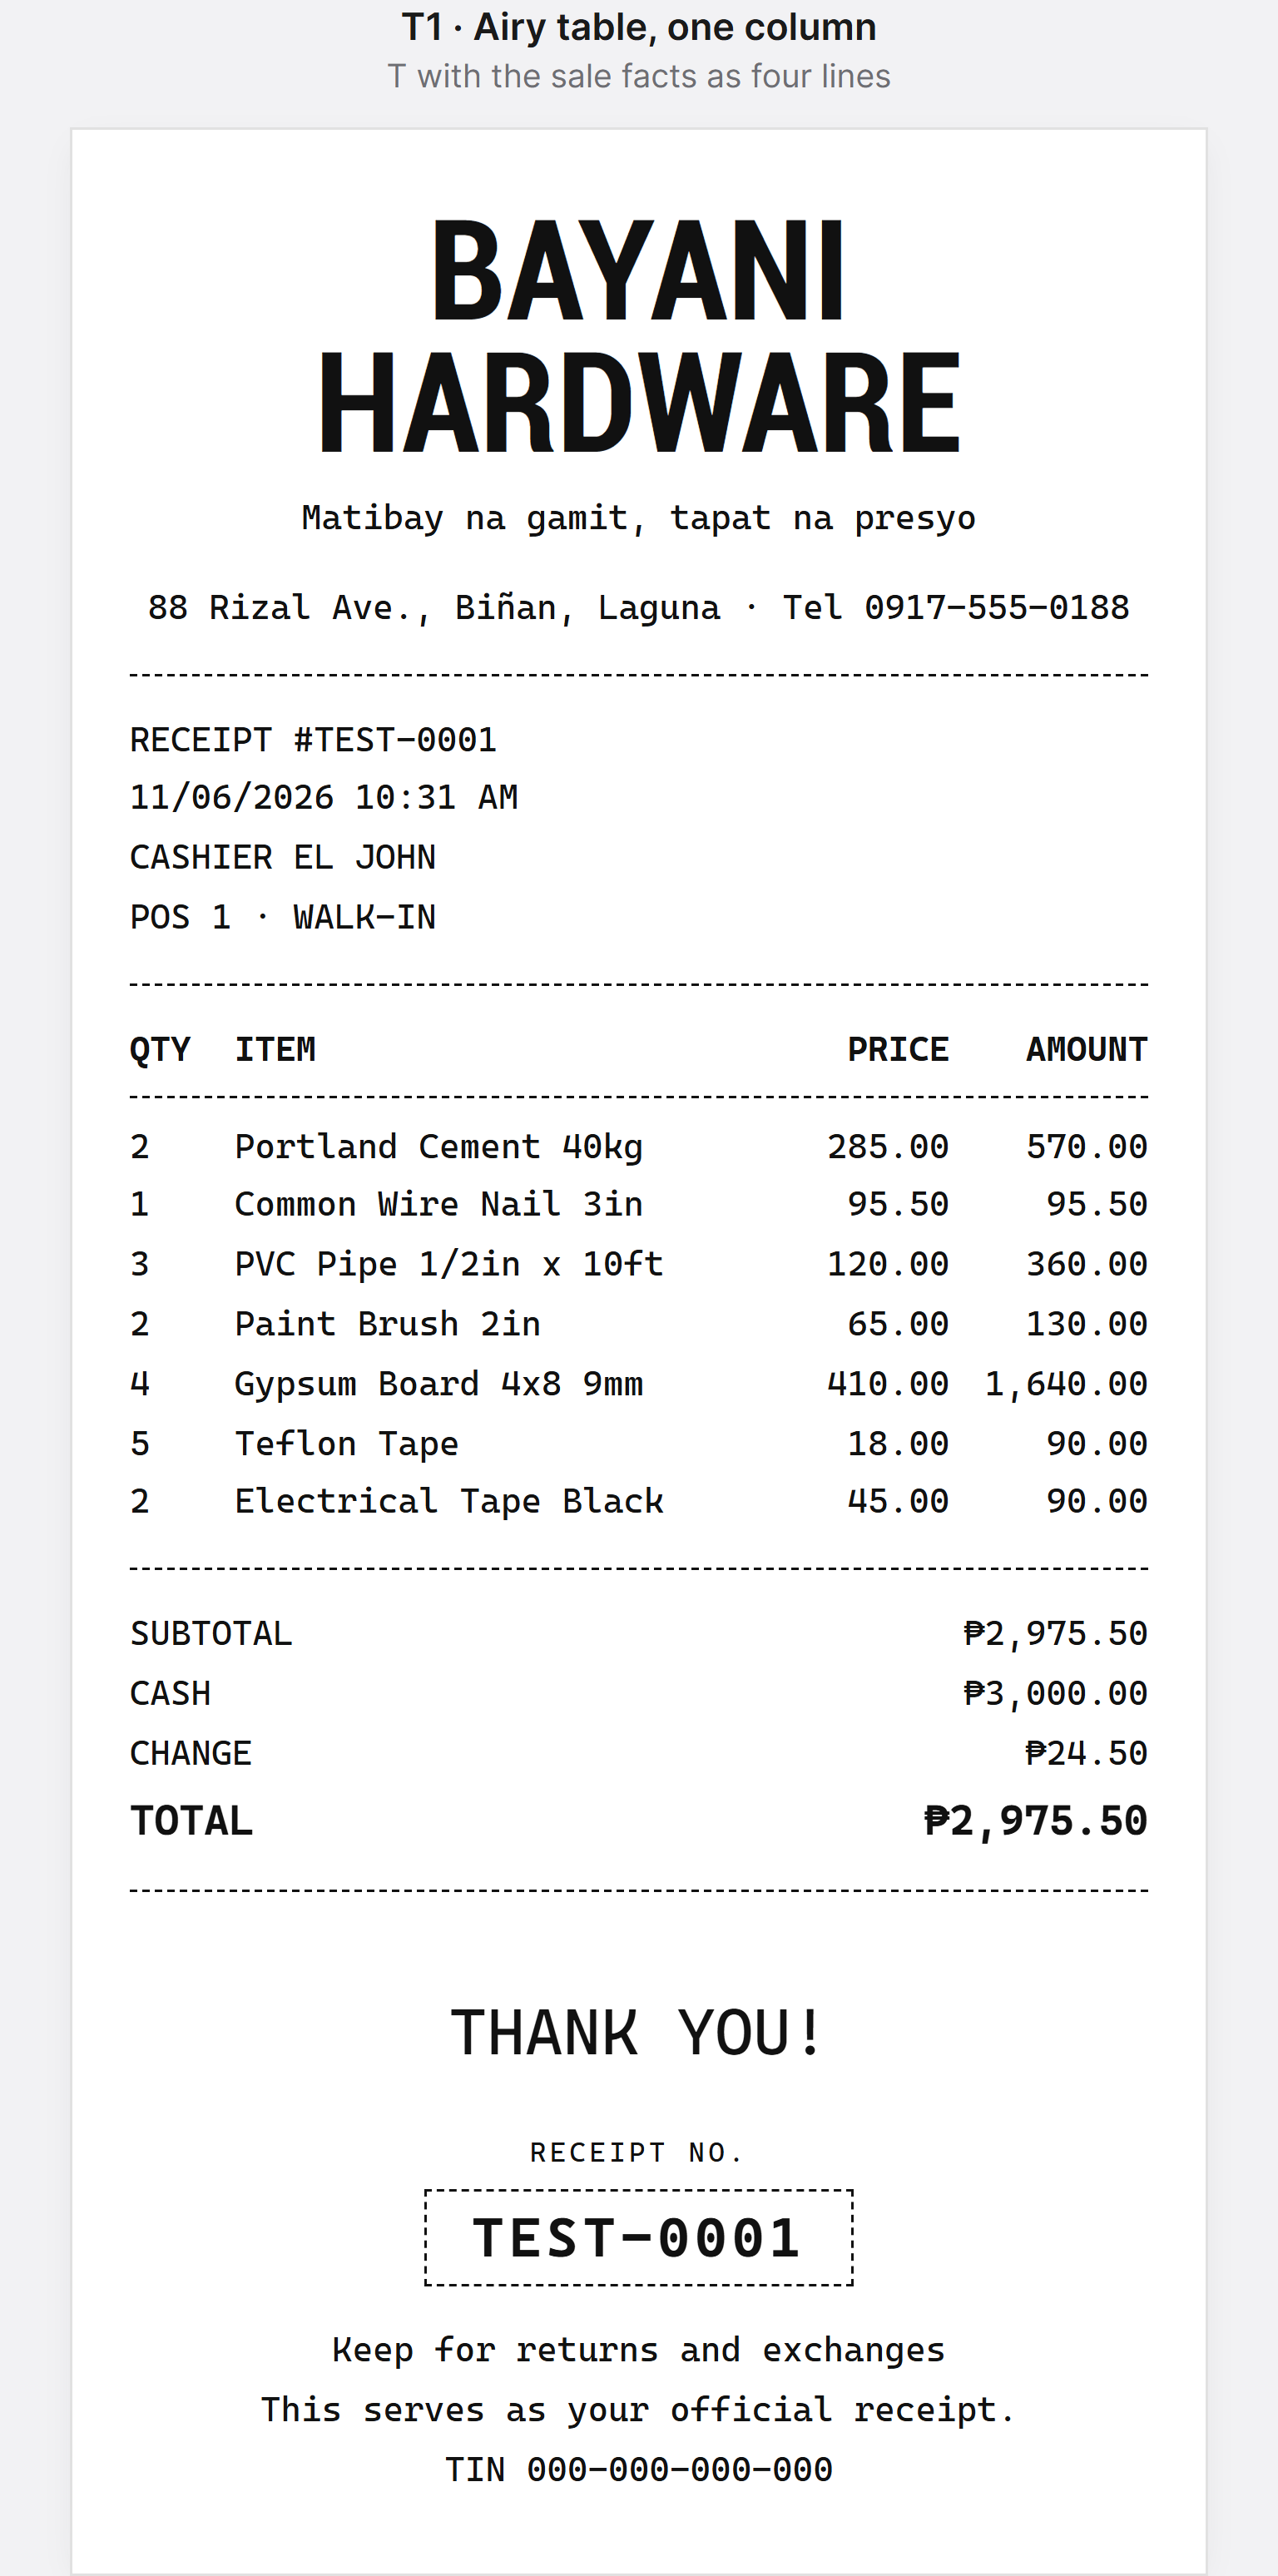 T1 · Airy table, one column
T with the sale facts as four lines
BAYANI
HARDWARE
Matibay na gamit, tapat na presyo
88 Rizal Ave., Biñan, Laguna · Tel 0917-555-0188
RECEIPT #TEST-0001
11/06/2026 10:31 AM
CASHIER EL JOHN
POS 1 · WALK-IN
QTY ITEM PRICE AMOUNT
2 Portland Cement 40kg 285.00 570.00
1 Common Wire Nail 3in 95.50 95.50
3 PVC Pipe 1/2in x 10ft 120.00 360.00
2 Paint Brush 2in 65.00 130.00
4 Gypsum Board 4x8 9mm 410.00 1,640.00
5 Teflon Tape 18.00 90.00
2 Electrical Tape Black 45.00 90.00
SUBTOTAL ₱2,975.50
CASH ₱3,000.00
CHANGE ₱24.50
TOTAL ₱2,975.50
THANK YOU!
RECEIPT NO.
TEST-0001
Keep for returns and exchanges
This serves as your official receipt.
TIN 000-000-000-000